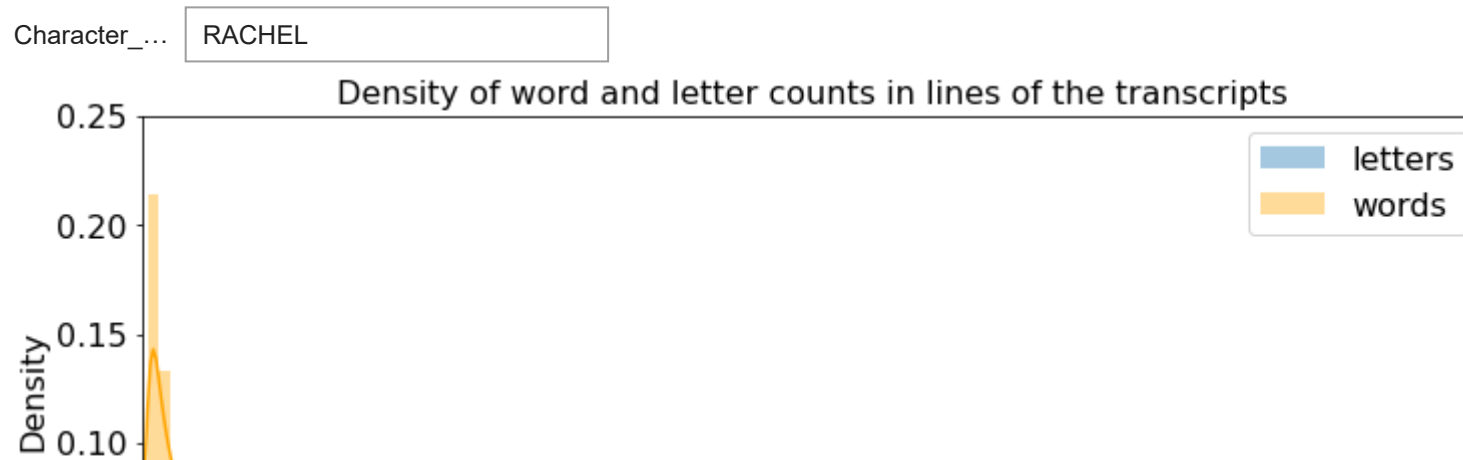 Character_… RACHEL
Density of word and letter counts in lines of the transcripts
0.25
letters
words
0.20
0.15
Density
0.10